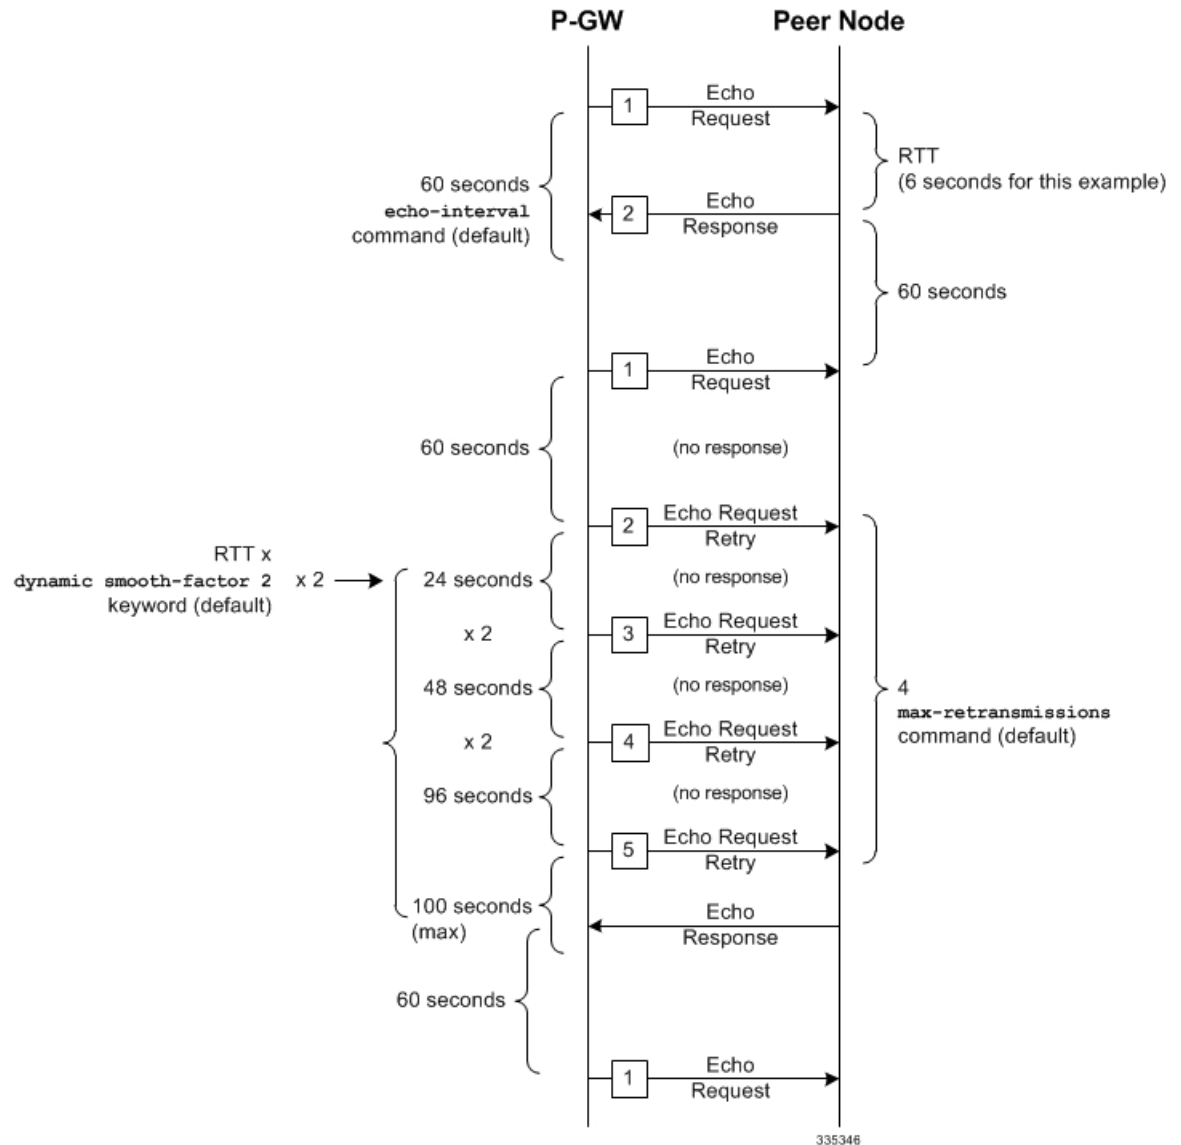 P-GW
Peer Node
1
Echo
Request
RTT
(6 seconds for this example)
60 seconds
echo-interval
command (default)
2
Echo
Response
60 seconds
1
Echo
Request
60 seconds
(no response)
2
Echo Request
Retry
RTT x
dynamic smooth-factor 2
keyword (default)
x 2
24 seconds
(no response)
x 2
3
Echo Request
Retry
48 seconds
(no response)
4
max-retransmissions
command (default)
x 2
4
Echo Request
Retry
96 seconds
(no response)
5
Echo Request
Retry
100 seconds
(max)
Echo
Response
60 seconds
1
Echo
Request
335346